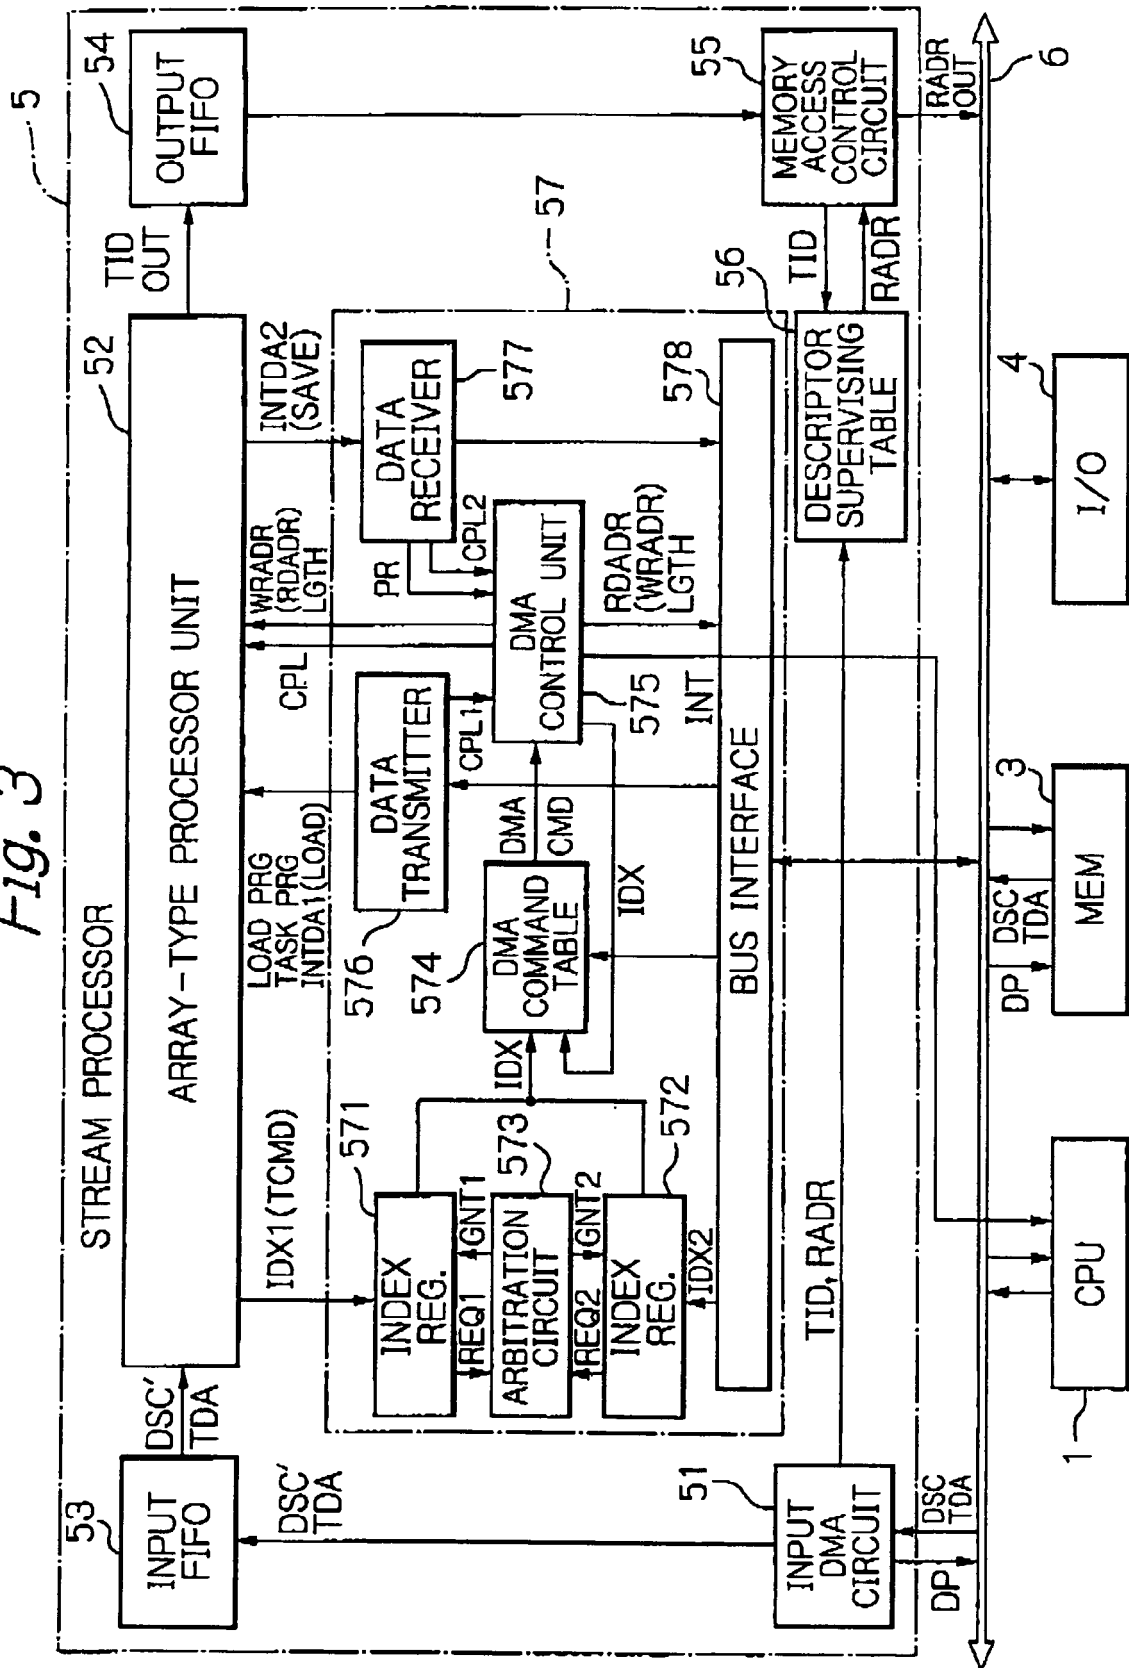 Fig. 3
STREAM PROCESSOR
5
53
INPUT
FIFO
DSC'
TDA
52
ARRAY-TYPE PROCESSOR UNIT
TID
OUT
54
OUTPUT
FIFO
IDX1(TCMD)
LOAD PRG
TASK PRG
INTDA1(LOAD)
CPL
WRADR
(RDADR)
LGTH
INTDA2
(SAVE)
57
DSC'
TDA
571
INDEX
REG.
REQ1
GNT1
573
ARBITRATION
CIRCUIT
REQ2
GNT2
572
INDEX
REG.
IDX2
IDX
576
DATA
TRANSMITTER
CPL1
574
DMA
COMMAND
TABLE
DMA
CMD
IDX
577
DATA
RECEIVER
PR
CPL2
DMA
CONTROL UNIT
575
INT
RDADR
(WRADR)
LGTH
578
BUS INTERFACE
51
INPUT
DMA
CIRCUIT
TID,RADR
56
DESCRIPTOR
SUPERVISING
TABLE
TID
RADR
55
MEMORY
ACCESS
CONTROL
CIRCUIT
DP
DSC
TDA
RADR
OUT
6
1
CPU
DP
DSC
TDA
3
MEM
4
I/O